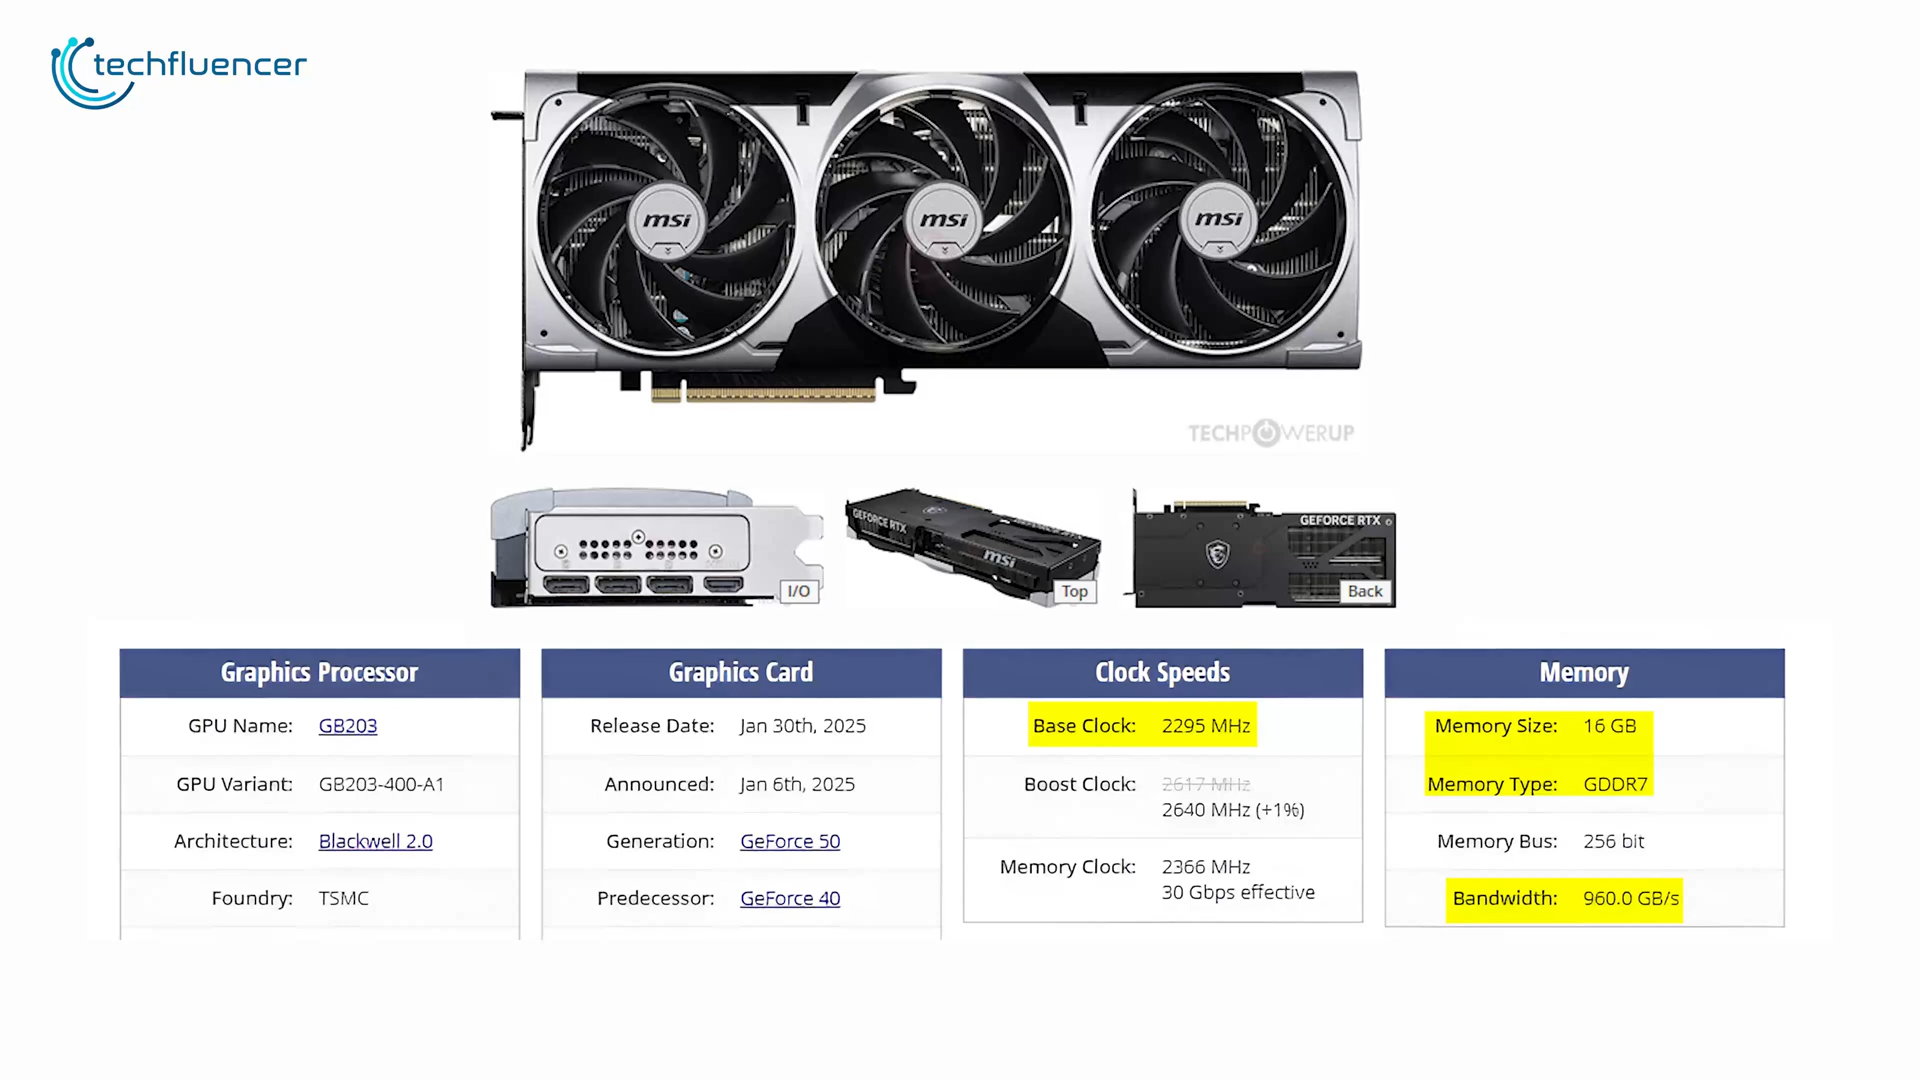 techfluencer
msi
msi
msi
TECHPOWERUP
GEFORCE RTX
msi
GEFORCE RTX
I/O
Top
Back
Graphics Processor
GPU Name: GB203
GPU Variant: GB203-400-A1
Architecture: Blackwell 2.0
Foundry: TSMC
Graphics Card
Release Date: Jan 30th, 2025
Announced: Jan 6th, 2025
Generation: GeForce 50
Predecessor: GeForce 40
Clock Speeds
Base Clock: 2295 MHz
Boost Clock: 2617 MHz
2640 MHz (+1%)
Memory Clock: 2366 MHz
30 Gbps effective
Memory
Memory Size: 16 GB
Memory Type: GDDR7
Memory Bus: 256 bit
Bandwidth: 960.0 GB/s